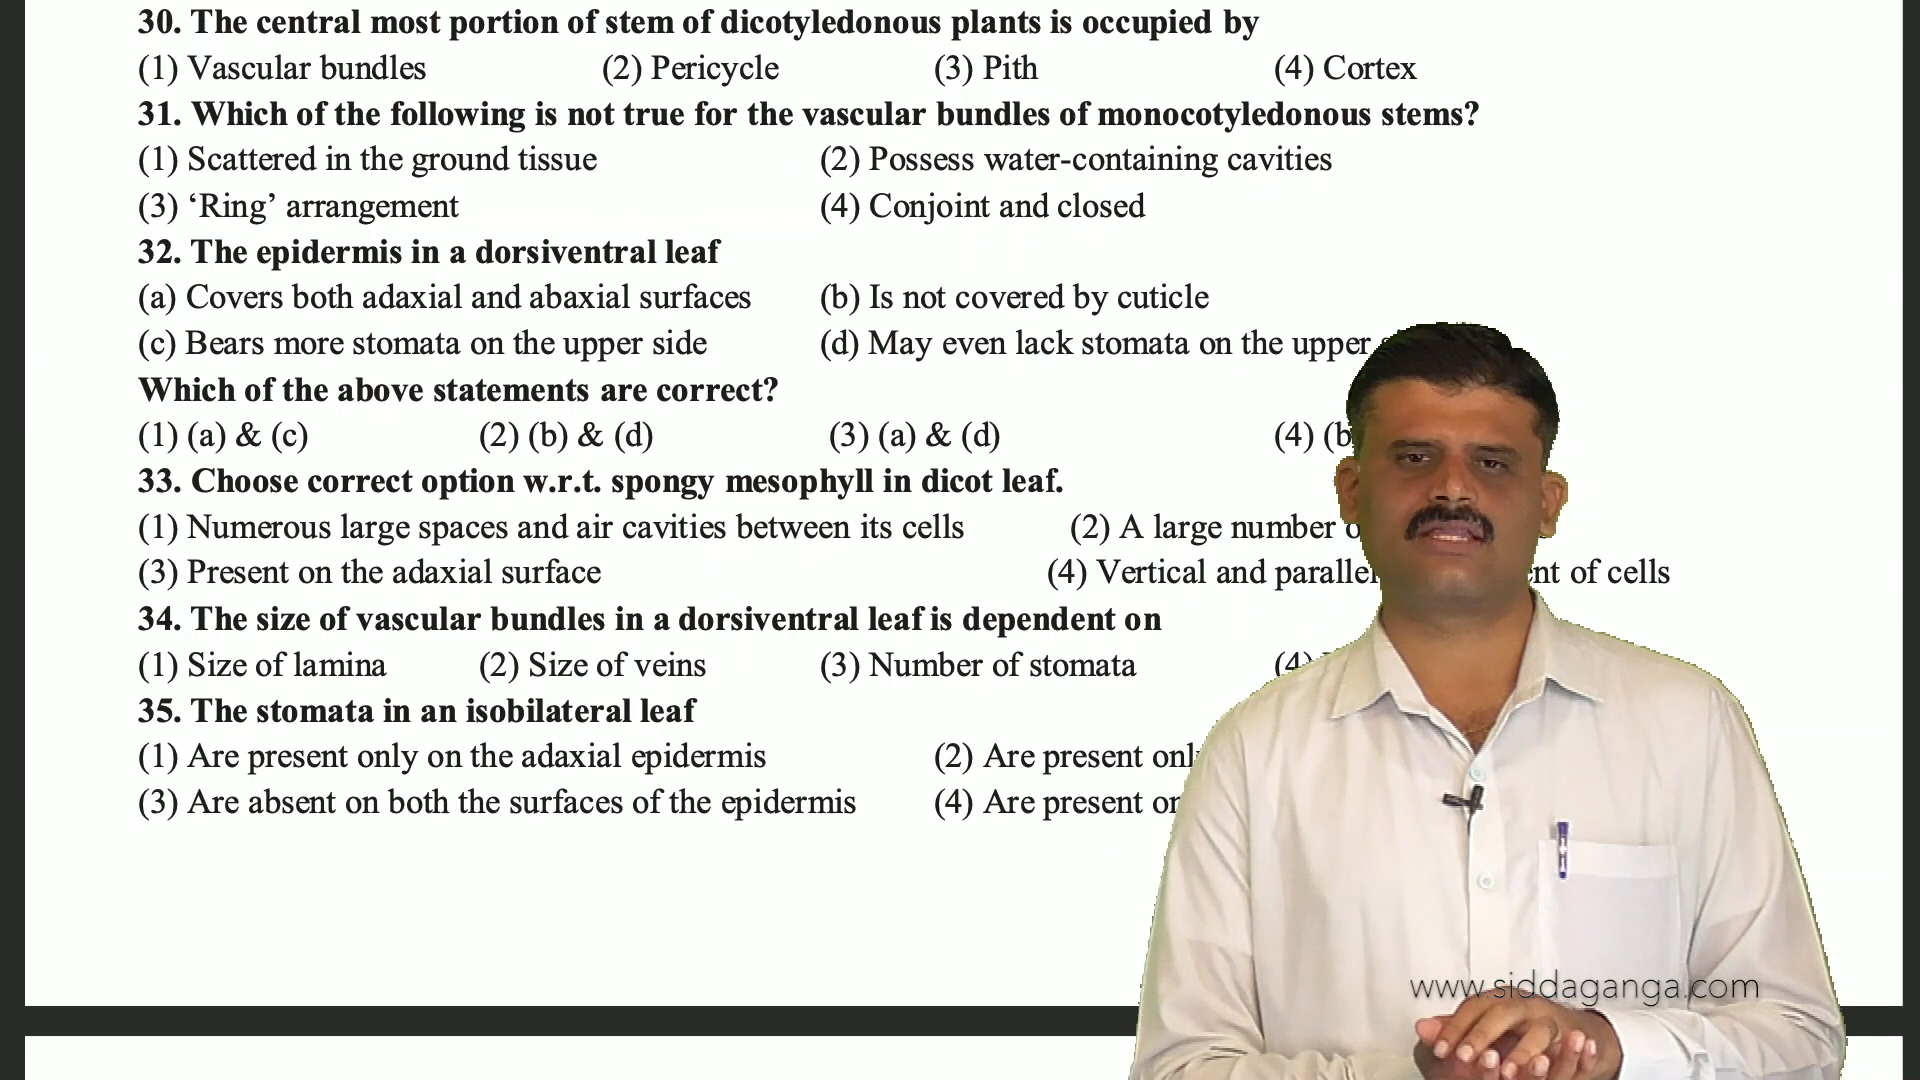 30. The central most portion of stem of dicotyledonous plants is occupied by
(1) Vascular bundles (2) Pericycle (3) Pith (4) Cortex
31. Which of the following is not true for the vascular bundles of monocotyledonous stems?
(1) Scattered in the ground tissue (2) Possess water-containing cavities
(3) ‘Ring’ arrangement (4) Conjoint and closed
32. The epidermis in a dorsiventral leaf
(a) Covers both adaxial and abaxial surfaces (b) Is not covered by cuticle
(c) Bears more stomata on the upper side (d) May even lack stomata on the upper
Which of the above statements are correct?
(1) (a) & (c) (2) (b) & (d) (3) (a) & (d) (4) (b
33. Choose correct option w.r.t. spongy mesophyll in dicot leaf.
(1) Numerous large spaces and air cavities between its cells (2) A large number
(3) Present on the adaxial surface (4) Vertical and parallel of cells
34. The size of vascular bundles in a dorsiventral leaf is dependent on
(1) Size of lamina (2) Size of veins (3) Number of stomata (4)
35. The stomata in an isobilateral leaf
(1) Are present only on the adaxial epidermis (2) Are present only
(3) Are absent on both the surfaces of the epidermis (4) Are present
www.siddaganga.com